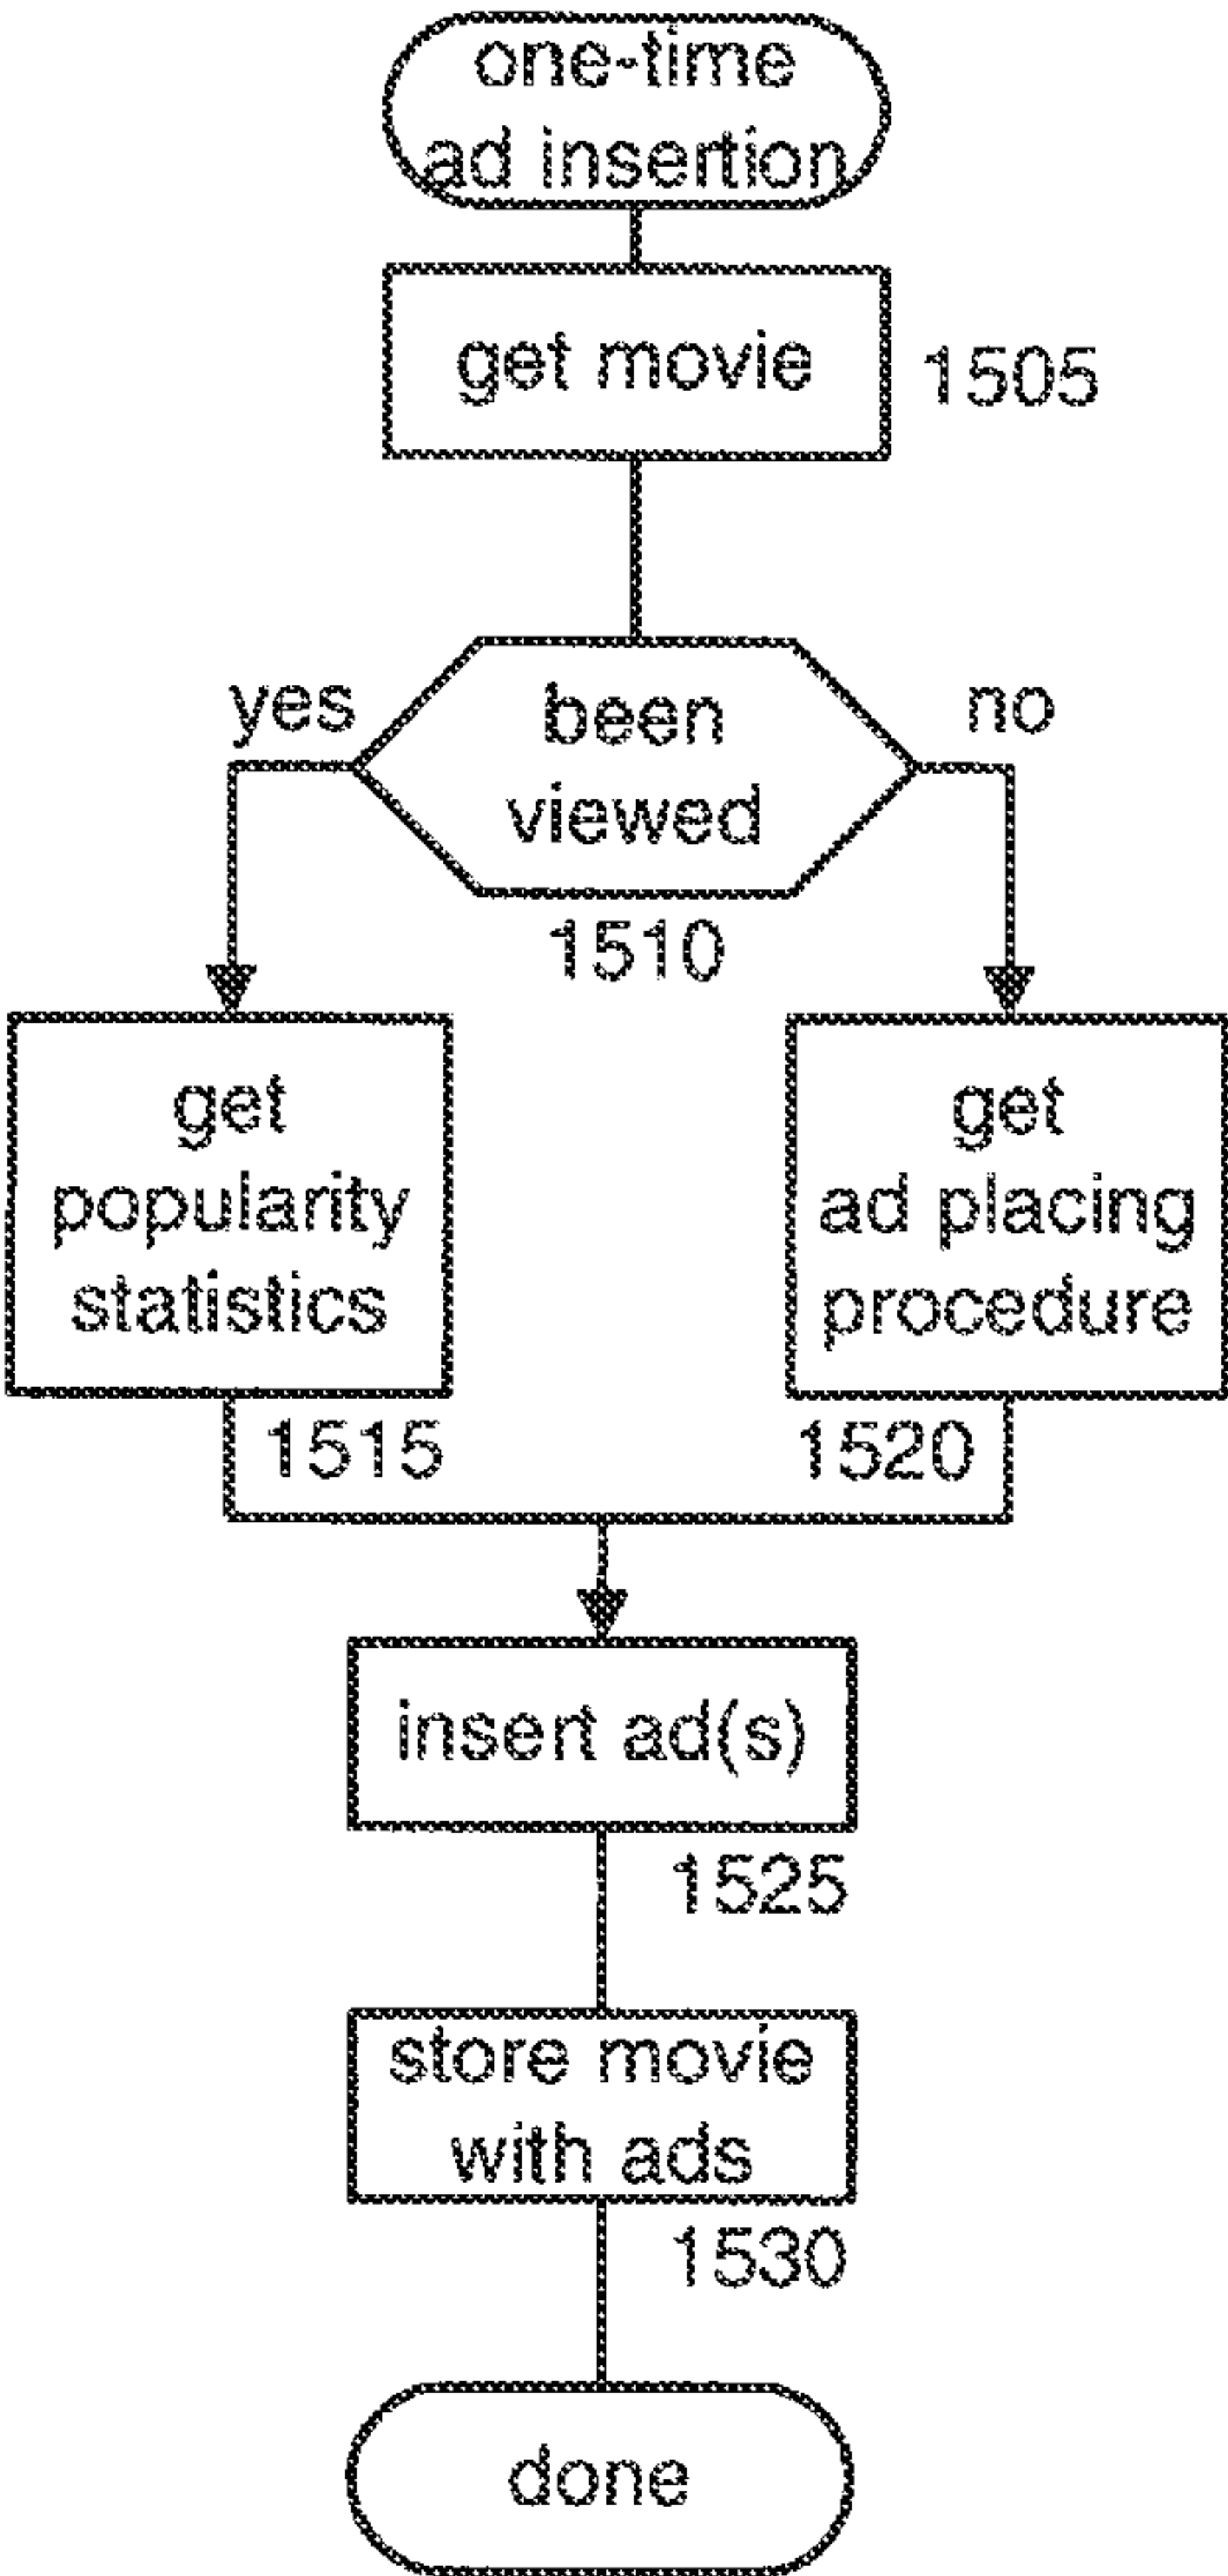 one-time
ad insertion
get movie
1505
yes
been
viewed
no
1510
get
popularity
statistics
1515
get
ad placing
procedure
1520
insert ad(s)
1525
store movie
with ads
1530
done